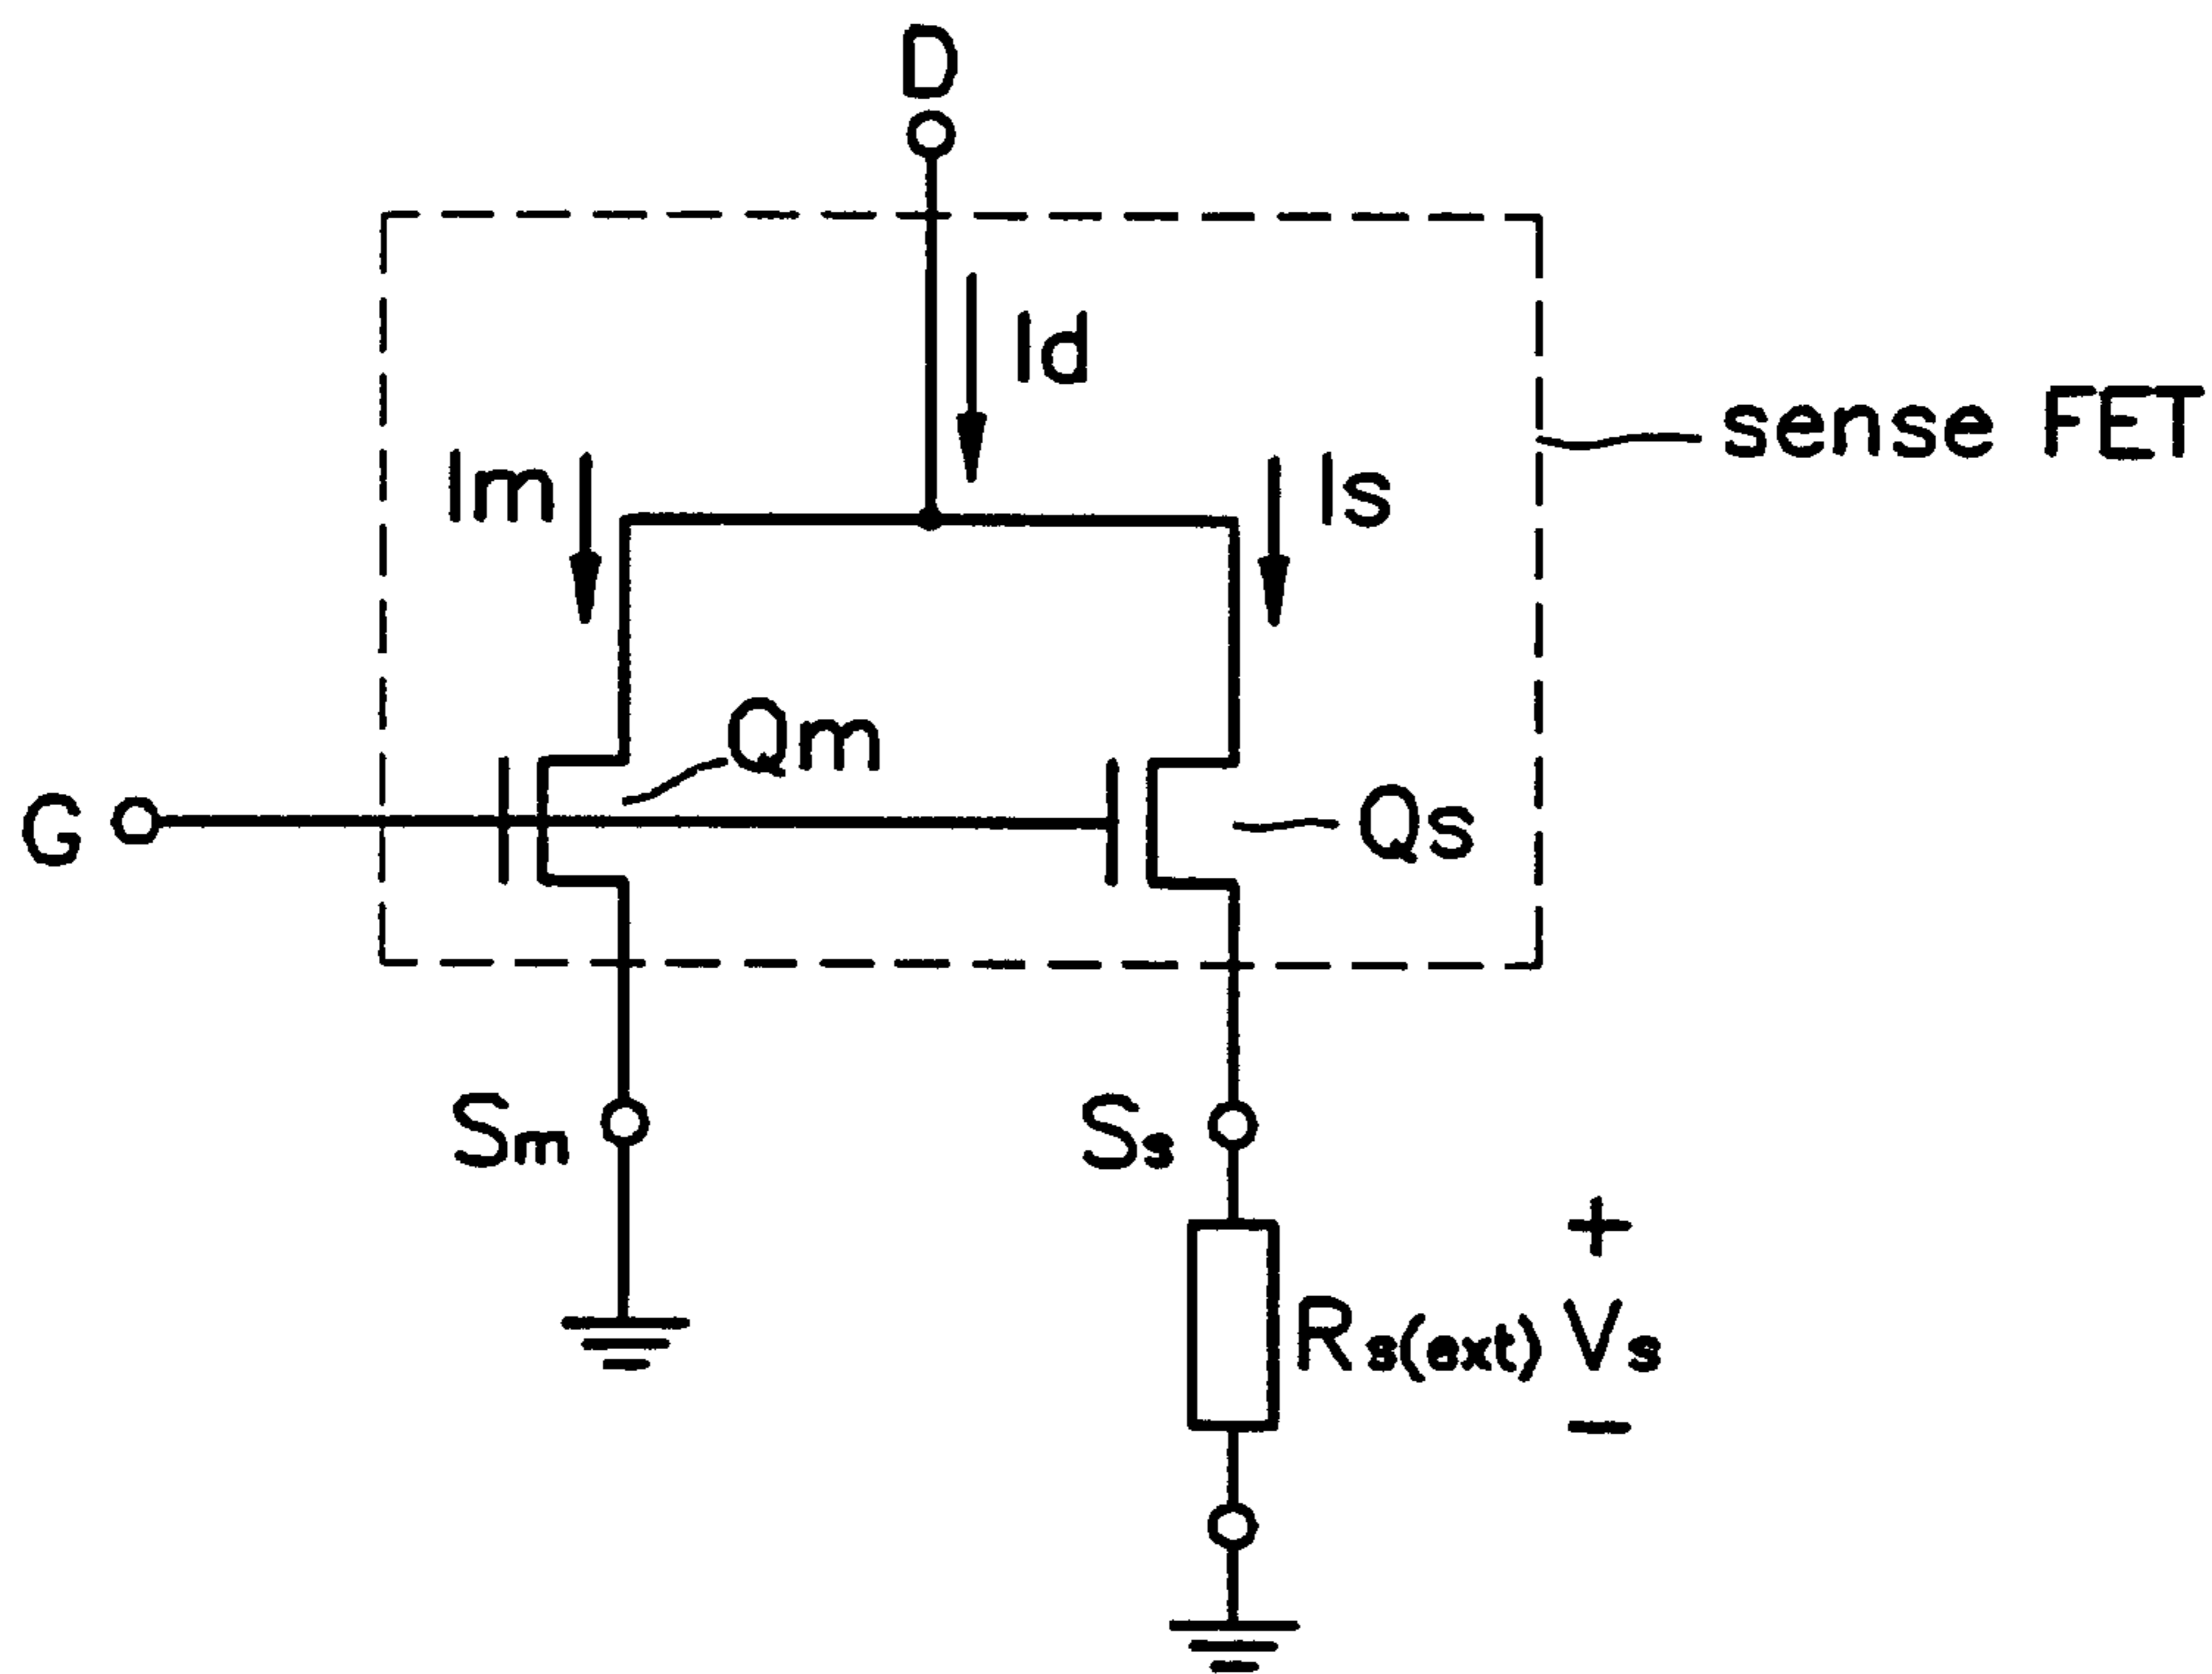 D
Id
sense FET
Im
Is
Qm
G
Qs
Sm
Ss
+
Rs(ext) Vs
−